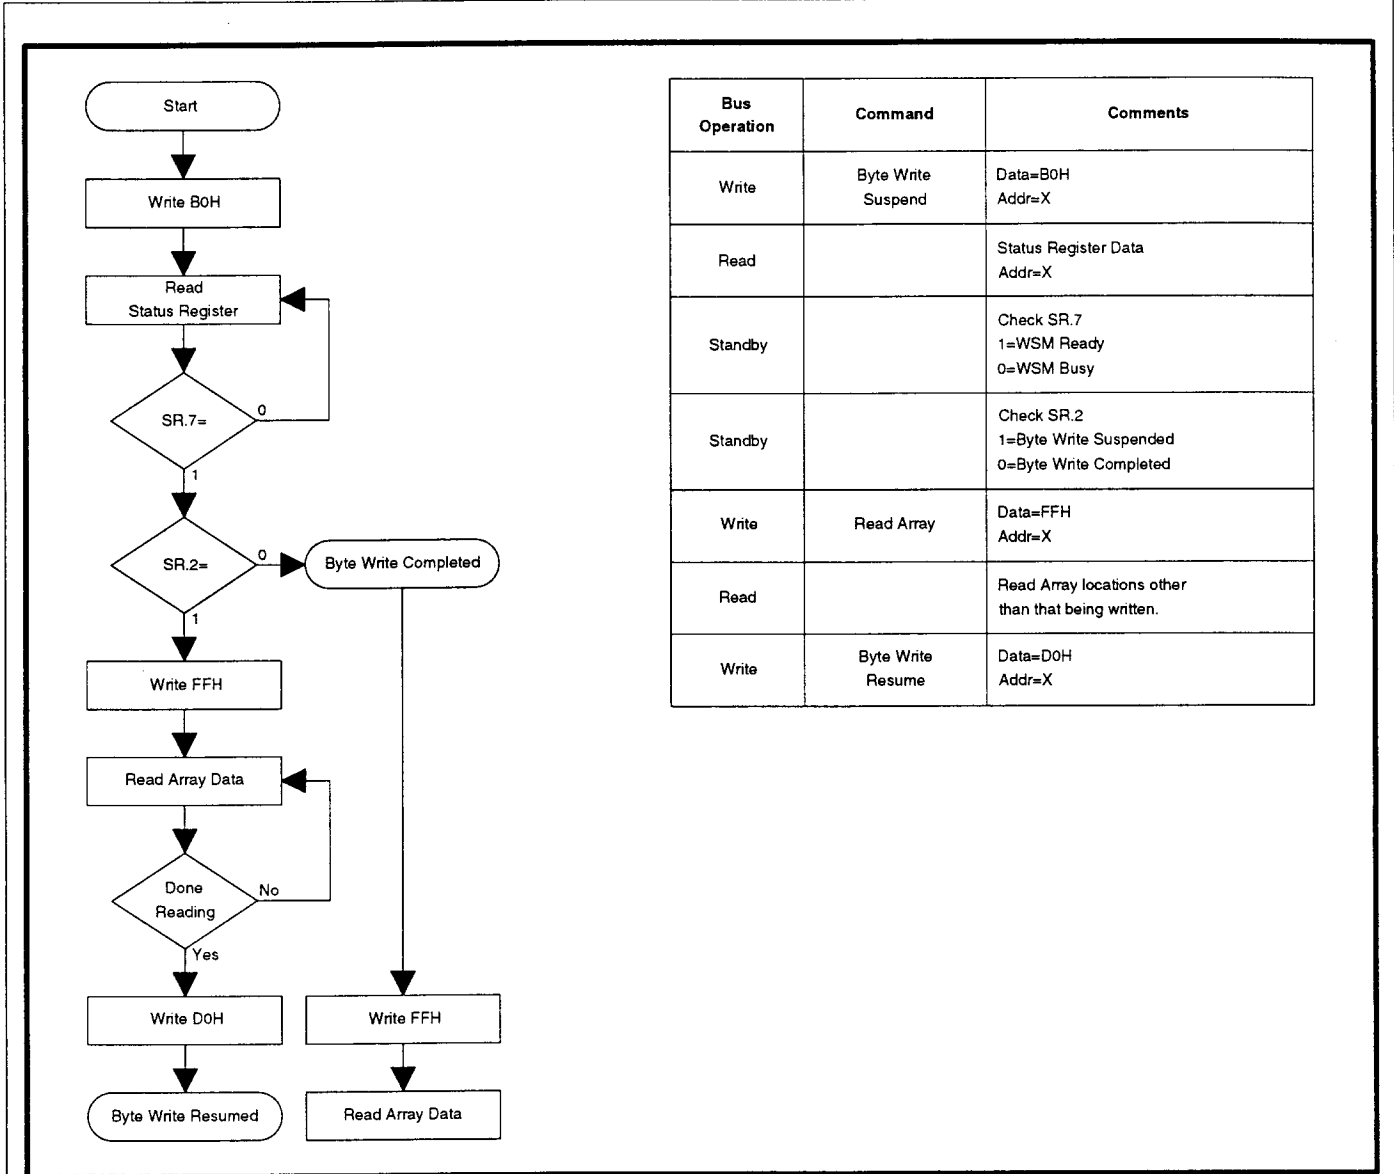 Start
Write B0H
Read
Status Register
SR.7=
0
1
SR.2=
0
Byte Write Completed
1
Write FFH
Read Array Data
Done
Reading
No
Yes
Write D0H
Write FFH
Byte Write Resumed
Read Array Data
Bus
Operation
Command
Comments
Write
Byte Write
Suspend
Data=B0H
Addr=X
Read
Status Register Data
Addr=X
Standby
Check SR.7
1=WSM Ready
0=WSM Busy
Standby
Check SR.2
1=Byte Write Suspended
0=Byte Write Completed
Write
Read Array
Data=FFH
Addr=X
Read
Read Array locations other
than that being written.
Write
Byte Write
Resume
Data=D0H
Addr=X